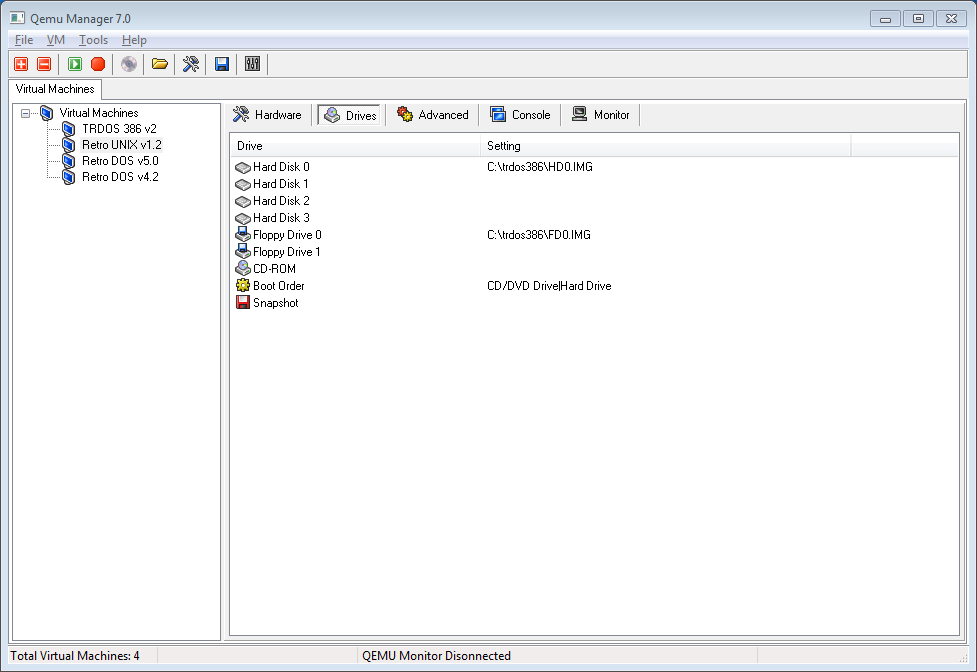 Qemu Manager 7.0
File VM Tools Help
Virtual Machines
Virtual Machines
TRDOS 386 v2
Retro UNIX v1.2
Retro DOS v5.0
Retro DOS v4.2
Hardware Drives Advanced Console Monitor
Drive Setting
Hard Disk 0 C:\trdos386\HD0.IMG
Hard Disk 1
Hard Disk 2
Hard Disk 3
Floppy Drive 0 C:\trdos386\FD0.IMG
Floppy Drive 1
CD-ROM
Boot Order CD/DVD Drive|Hard Drive
Snapshot
Total Virtual Machines: 4 QEMU Monitor Disonnected